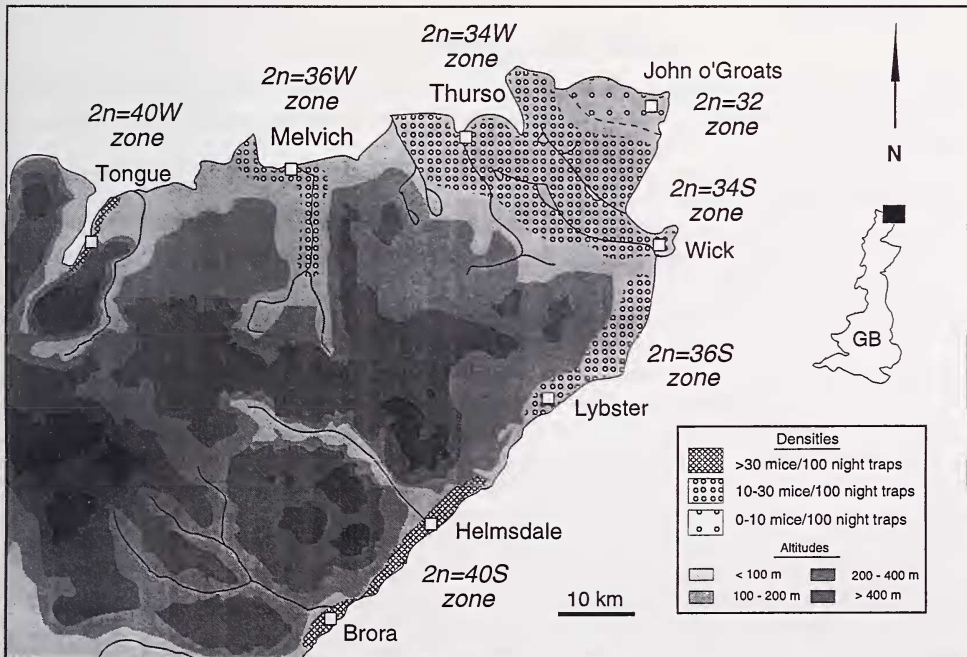 2n=34W
zone
2n=36W
zone
John o'Groats
Thurso
2n=32
2n=40W
zone
Melvich
Tongue
N
2n=34S
zone
Wick
GB
2n=36S
zone
Lybster
Densities
>30 mice/100 night traps
10-30 mice/100 night traps
0-10 mice/100 night traps
Helmsdale
Altitudes
2n=40S
zone
< 100 m
200 - 400 m
100 - 200 m
> 400 m
10 km
Brora